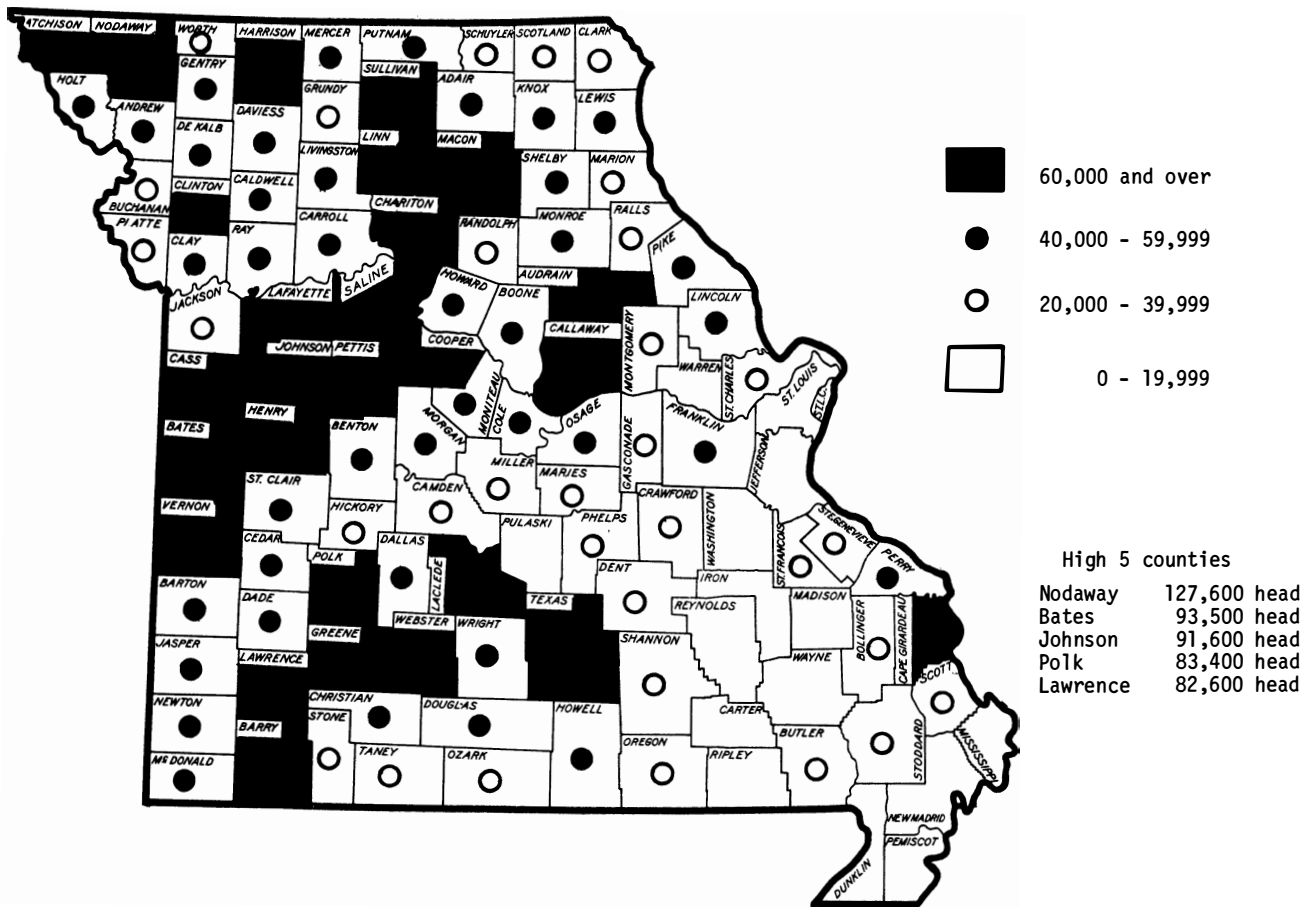 ATCHISON NODAWAY WORTH HARRISON MERCER PUTNAM SCHUYLER SCOTLAND CLARK
GENTRY SULLIVAN
HOLT GRUNDY ADAIR KNOX LEWIS
ANDREW DAVIESS
DE KALB LINN MACON
LIVINGSTON SHELBY MARION
CLINTON CALDWELL
BUCHANAN CHARITON
PLATTE CARROLL RANDOLPH MONROE RALLS
CLAY RAY PIKE
AUDRAIN
HOWARD BOONE
JACKSON LAFAYETTE SALINE LINCOLN
CALLAWAY MONTGOMERY
CASS JOHNSON PETTIS COOPER WARREN ST. CHARLES ST. LOUIS
ST. L.C.
HENRY MONITEAU COLE OSAGE FRANKLIN
BATES BENTON MORGAN GASCONADE JEFFERSON
MILLER MARIES
ST. CLAIR CAMDEN CRAWFORD
VERNON HICKORY PULASKI PHELPS WASHINGTON STE. GENEVIEVE
CEDAR POLK DALLAS ST. FRANCOIS PERRY
DENT IRON
BARTON DADE LACLEDE TEXAS REYNOLDS MADISON
GREENE WEBSTER WRIGHT BOLLINGER CAPE GIRARDEAU
JASPER LAWRENCE SHANNON WAYNE
SCOTT
NEWTON CHRISTIAN DOUGLAS HOWELL CARTER
BARRY STONE OREGON BUTLER STODDARD MISSISSIPPI
MCDONALD TANEY OZARK RIPLEY
NEW MADRID
PEMISCOT
DUNKLIN
60,000 and over
40,000 - 59,999
20,000 - 39,999
0 - 19,999
High 5 counties
Nodaway 127,600 head
Bates 93,500 head
Johnson 91,600 head
Polk 83,400 head
Lawrence 82,600 head